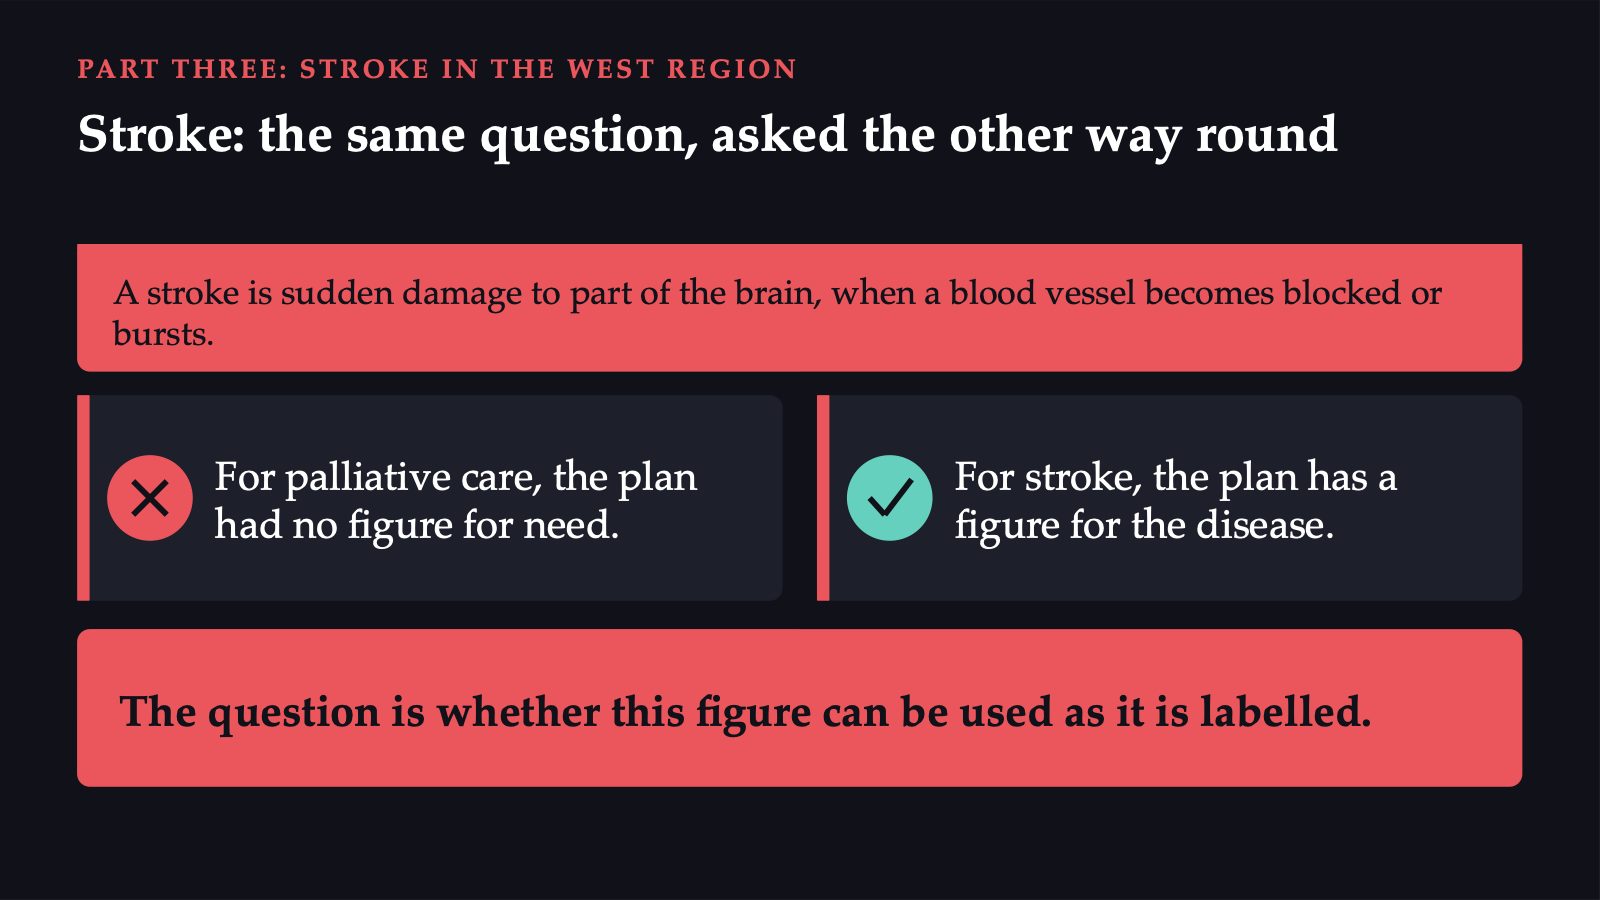 PART THREE: STROKE IN THE WEST REGION
Stroke: the same question, asked the other way round
A stroke is sudden damage to part of the brain, when a blood vessel becomes blocked or
bursts.
For palliative care, the plan
had no figure for need.
For stroke, the plan has a
figure for the disease.
The question is whether this figure can be used as it is labelled.